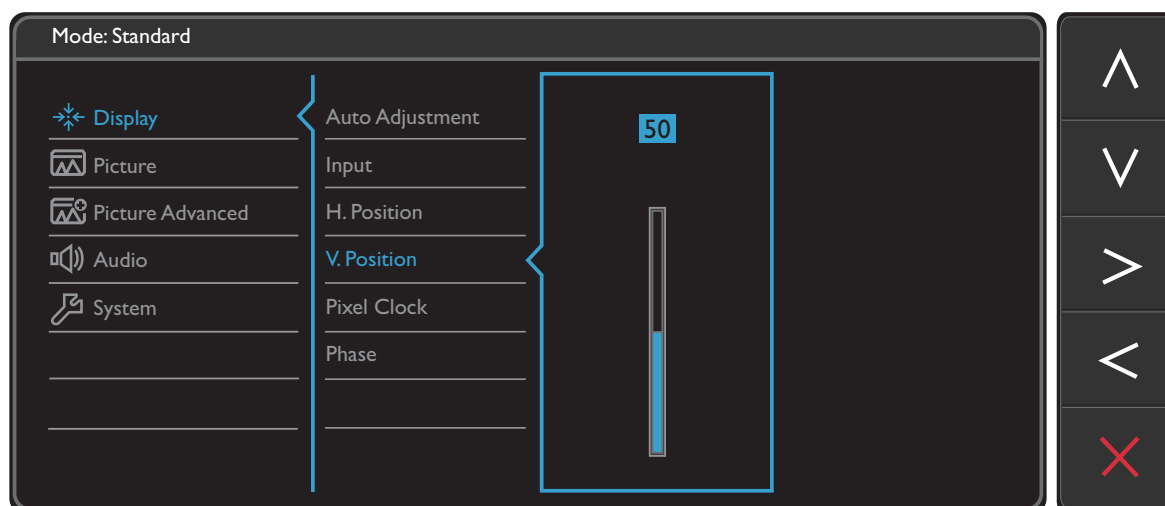 Mode: Standard
Display
Picture
Picture Advanced
Audio
System
Auto Adjustment
Input
H. Position
V. Position
Pixel Clock
Phase
50